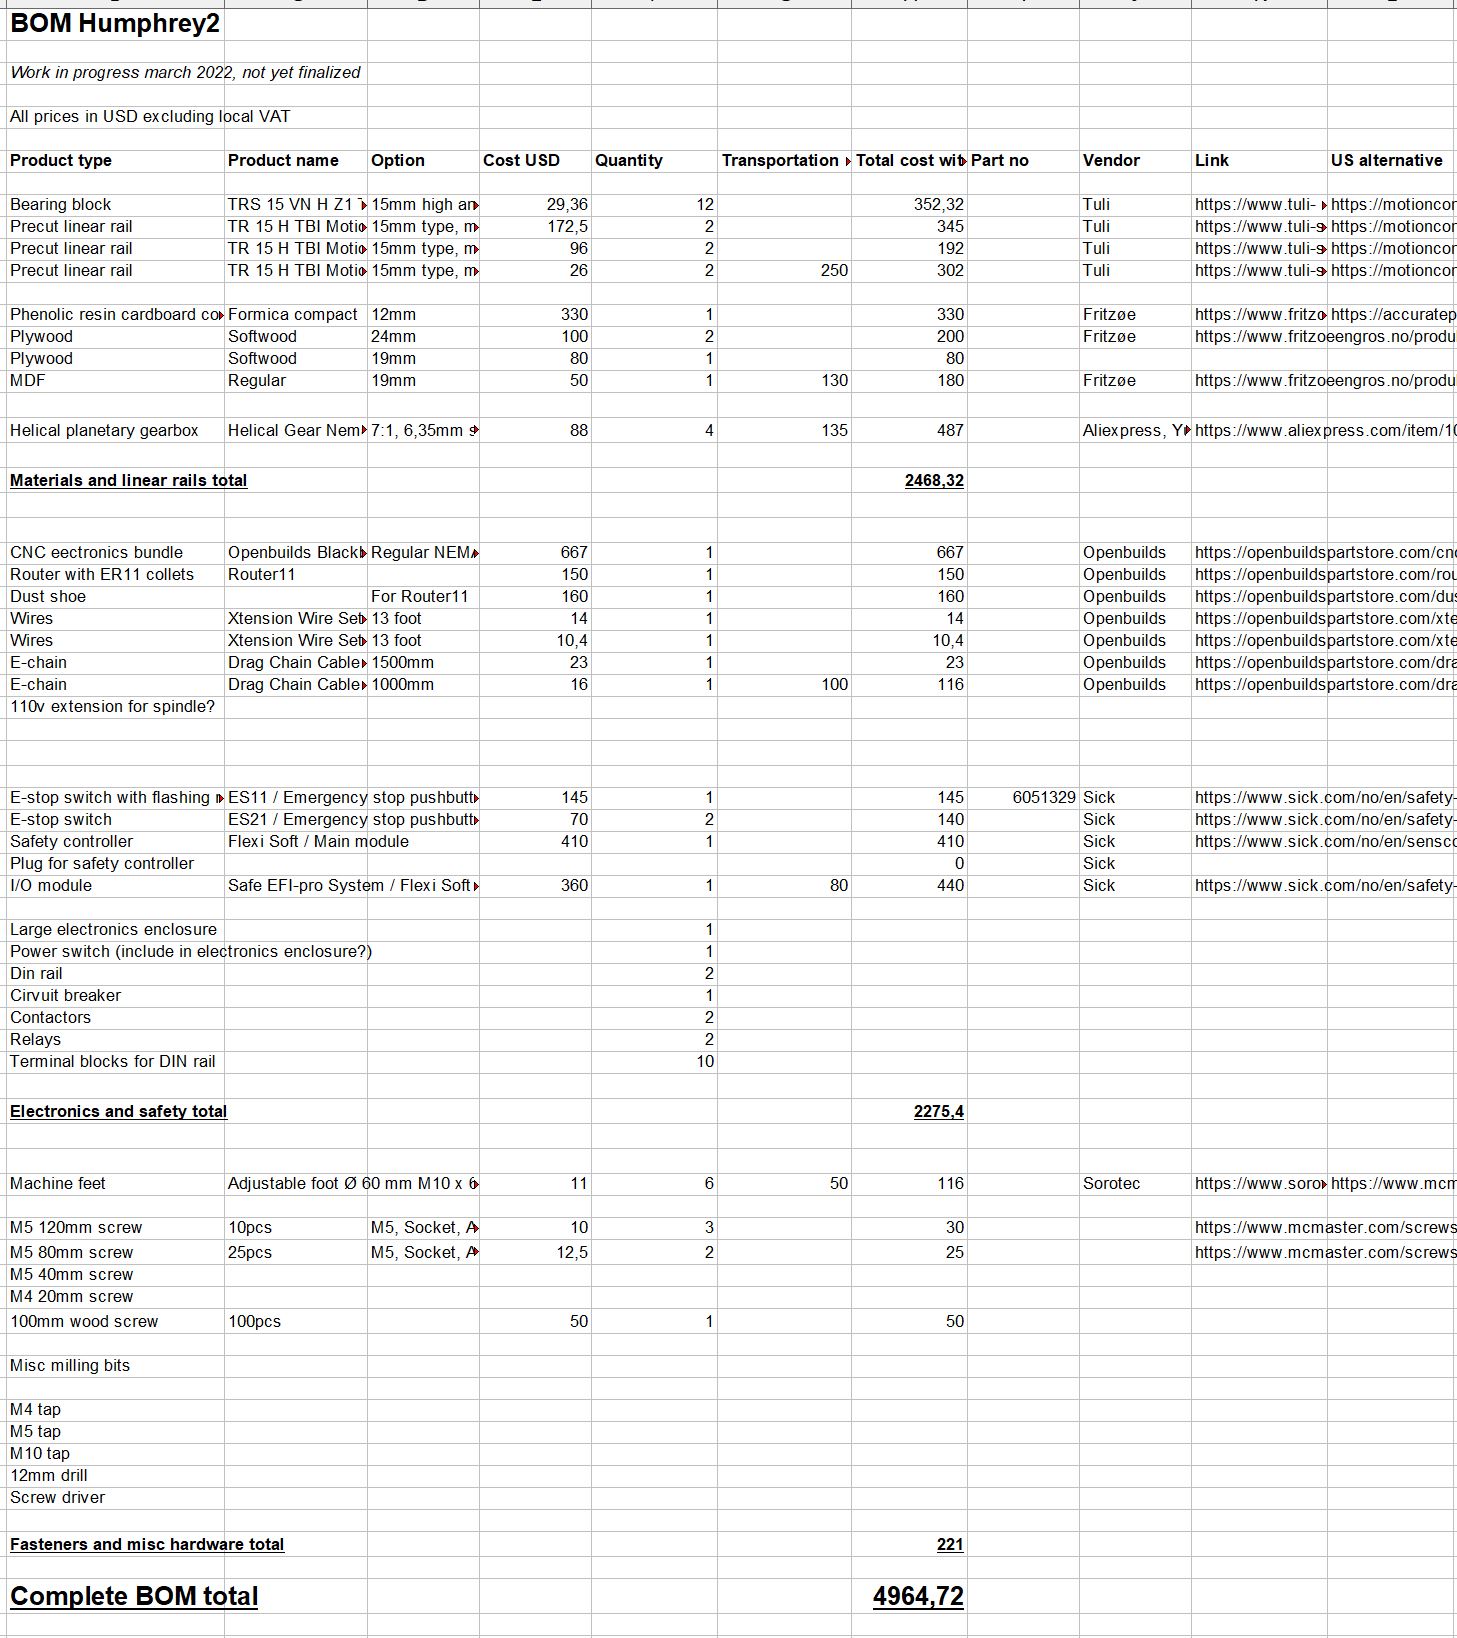 BOM Humphrey2
Work in progress march 2022, not yet finalized
All prices in USD excluding local VAT
Product type Product name Option Cost USD Quantity Transportation Total cost wit Part no Vendor Link US alternative
Bearing block TRS 15 VN H Z1 15mm high an 29,36 12 352,32 Tuli https://www.tuli- https://motioncor
Precut linear rail TR 15 H TBI Motio 15mm type, m 172,5 2 345 Tuli https://www.tuli-s https://motioncor
Precut linear rail TR 15 H TBI Motio 15mm type, m 96 2 192 Tuli https://www.tuli-s https://motioncor
Precut linear rail TR 15 H TBI Motio 15mm type, m 26 2 250 302 Tuli https://www.tuli-s https://motioncor
Phenolic resin cardboard co Formica compact 12mm 330 1 330 Fritzøe https://www.fritzo https://accuratep
Plywood Softwood 24mm 100 2 200 Fritzøe https://www.fritzoeengros.no/produ
Plywood Softwood 19mm 80 1 80
MDF Regular 19mm 50 1 130 180 Fritzøe https://www.fritzoeengros.no/produ
Helical planetary gearbox Helical Gear Nem 7:1, 6,35mm s 88 4 135 487 Aliexpress, Y https://www.aliexpress.com/item/10
Materials and linear rails total 2468,32
CNC eectronics bundle Openbuilds Blackb Regular NEMA 667 1 667 Openbuilds https://openbuildspartstore.com/cnc
Router with ER11 collets Router11 150 1 150 Openbuilds https://openbuildspartstore.com/rou
Dust shoe For Router11 160 1 160 Openbuilds https://openbuildspartstore.com/dus
Wires Xtension Wire Set 13 foot 14 1 14 Openbuilds https://openbuildspartstore.com/xte
Wires Xtension Wire Set 13 foot 10,4 1 10,4 Openbuilds https://openbuildspartstore.com/xte
E-chain Drag Chain Cable 1500mm 23 1 23 Openbuilds https://openbuildspartstore.com/dra
E-chain Drag Chain Cable 1000mm 16 1 100 116 Openbuilds https://openbuildspartstore.com/dra
110v extension for spindle?
E-stop switch with flashing ES11 / Emergency stop pushbutt 145 1 145 6051329 Sick https://www.sick.com/no/en/safety-
E-stop switch ES21 / Emergency stop pushbutt 70 2 140 Sick https://www.sick.com/no/en/safety-
Safety controller Flexi Soft / Main module 410 1 410 Sick https://www.sick.com/no/en/sensco
Plug for safety controller 0 Sick
I/O module Safe EFI-pro System / Flexi Soft 360 1 80 440 Sick https://www.sick.com/no/en/safety-
Large electronics enclosure 1
Power switch (include in electronics enclosure?) 1
Din rail 2
Cirvuit breaker 1
Contactors 2
Relays 2
Terminal blocks for DIN rail 10
Electronics and safety total 2275,4
Machine feet Adjustable foot Ø 60 mm M10 x 6 11 6 50 116 Sorotec https://www.soro https://www.mcm
M5 120mm screw 10pcs M5, Socket, A 10 3 30 https://www.mcmaster.com/screws
M5 80mm screw 25pcs M5, Socket, A 12,5 2 25 https://www.mcmaster.com/screws
M5 40mm screw
M4 20mm screw
100mm wood screw 100pcs 50 1 50
Misc milling bits
M4 tap
M5 tap
M10 tap
12mm drill
Screw driver
Fasteners and misc hardware total 221
Complete BOM total 4964,72